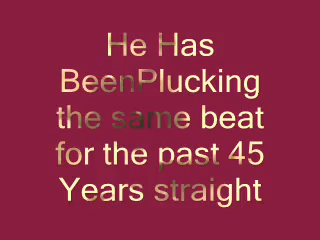 He Has
BeenPlucking
the same beat
for the past 45
Years straight